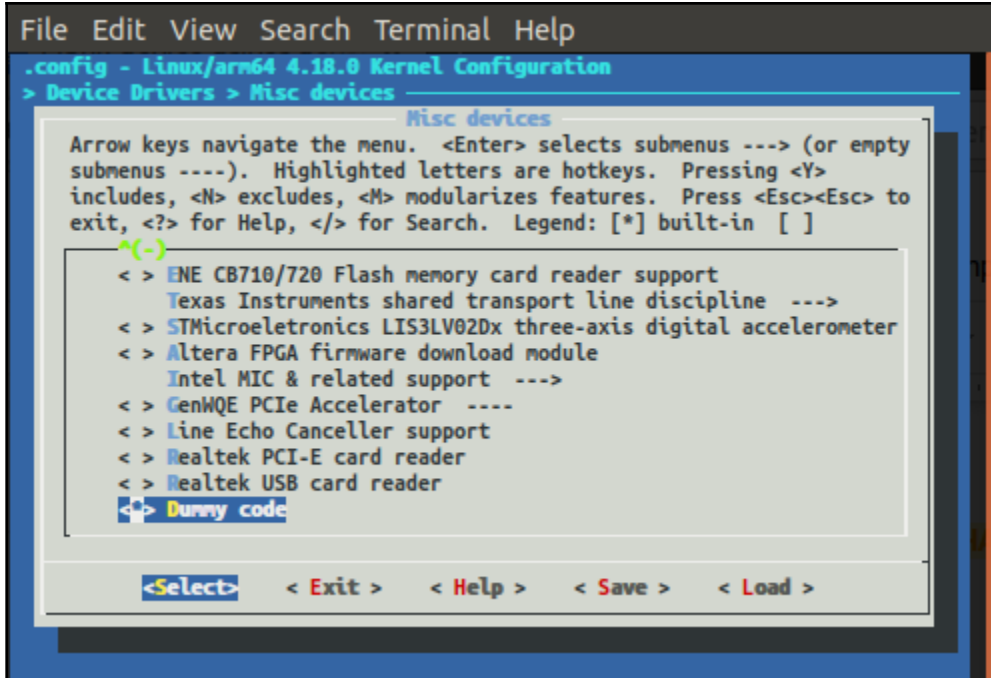 File Edit View Search Terminal Help
.config - Linux/arm64 4.18.0 Kernel Configuration
> Device Drivers > Misc devices
Misc devices
Arrow keys navigate the menu. <Enter> selects submenus ---> (or empty
submenus ----). Highlighted letters are hotkeys. Pressing <Y>
includes, <N> excludes, <M> modularizes features. Press <Esc><Esc> to
exit, <?> for Help, </> for Search. Legend: [*] built-in [ ]
^(-)
< > ENE CB710/720 Flash memory card reader support
Texas Instruments shared transport line discipline --->
< > STMicroeletronics LIS3LV02Dx three-axis digital accelerometer
< > Altera FPGA firmware download module
Intel MIC & related support --->
< > GenWQE PCIe Accelerator ----
< > Line Echo Canceller support
< > Realtek PCI-E card reader
< > Realtek USB card reader
<*> Dummy code
<Select> < Exit > < Help > < Save > < Load >